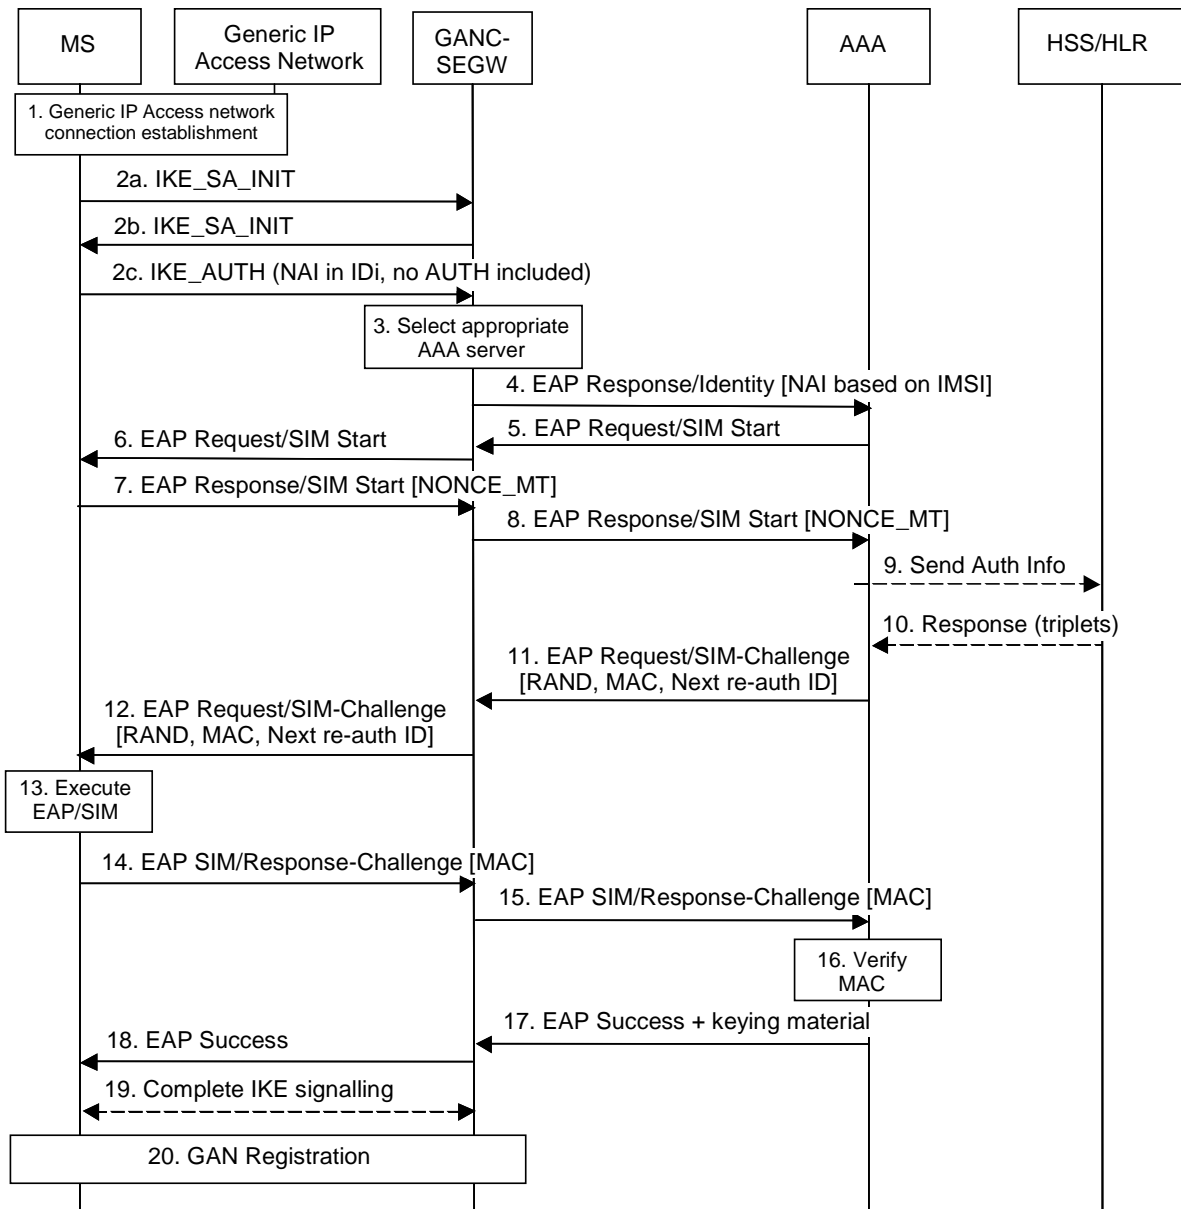 MS
Generic IP
Access Network
GANC-
SEGW
AAA
HSS/HLR
1. Generic IP Access network
connection establishment
2a. IKE_SA_INIT
2b. IKE_SA_INIT
2c. IKE_AUTH (NAI in IDi, no AUTH included)
3. Select appropriate
AAA server
4. EAP Response/Identity [NAI based on IMSI]
5. EAP Request/SIM Start
6. EAP Request/SIM Start
7. EAP Response/SIM Start [NONCE_MT]
8. EAP Response/SIM Start [NONCE_MT]
9. Send Auth Info
10. Response (triplets)
11. EAP Request/SIM-Challenge
[RAND, MAC, Next re-auth ID]
12. EAP Request/SIM-Challenge
[RAND, MAC, Next re-auth ID]
13. Execute
EAP/SIM
14. EAP SIM/Response-Challenge [MAC]
15. EAP SIM/Response-Challenge [MAC]
16. Verify
MAC
17. EAP Success + keying material
18. EAP Success
19. Complete IKE signalling
20. GAN Registration